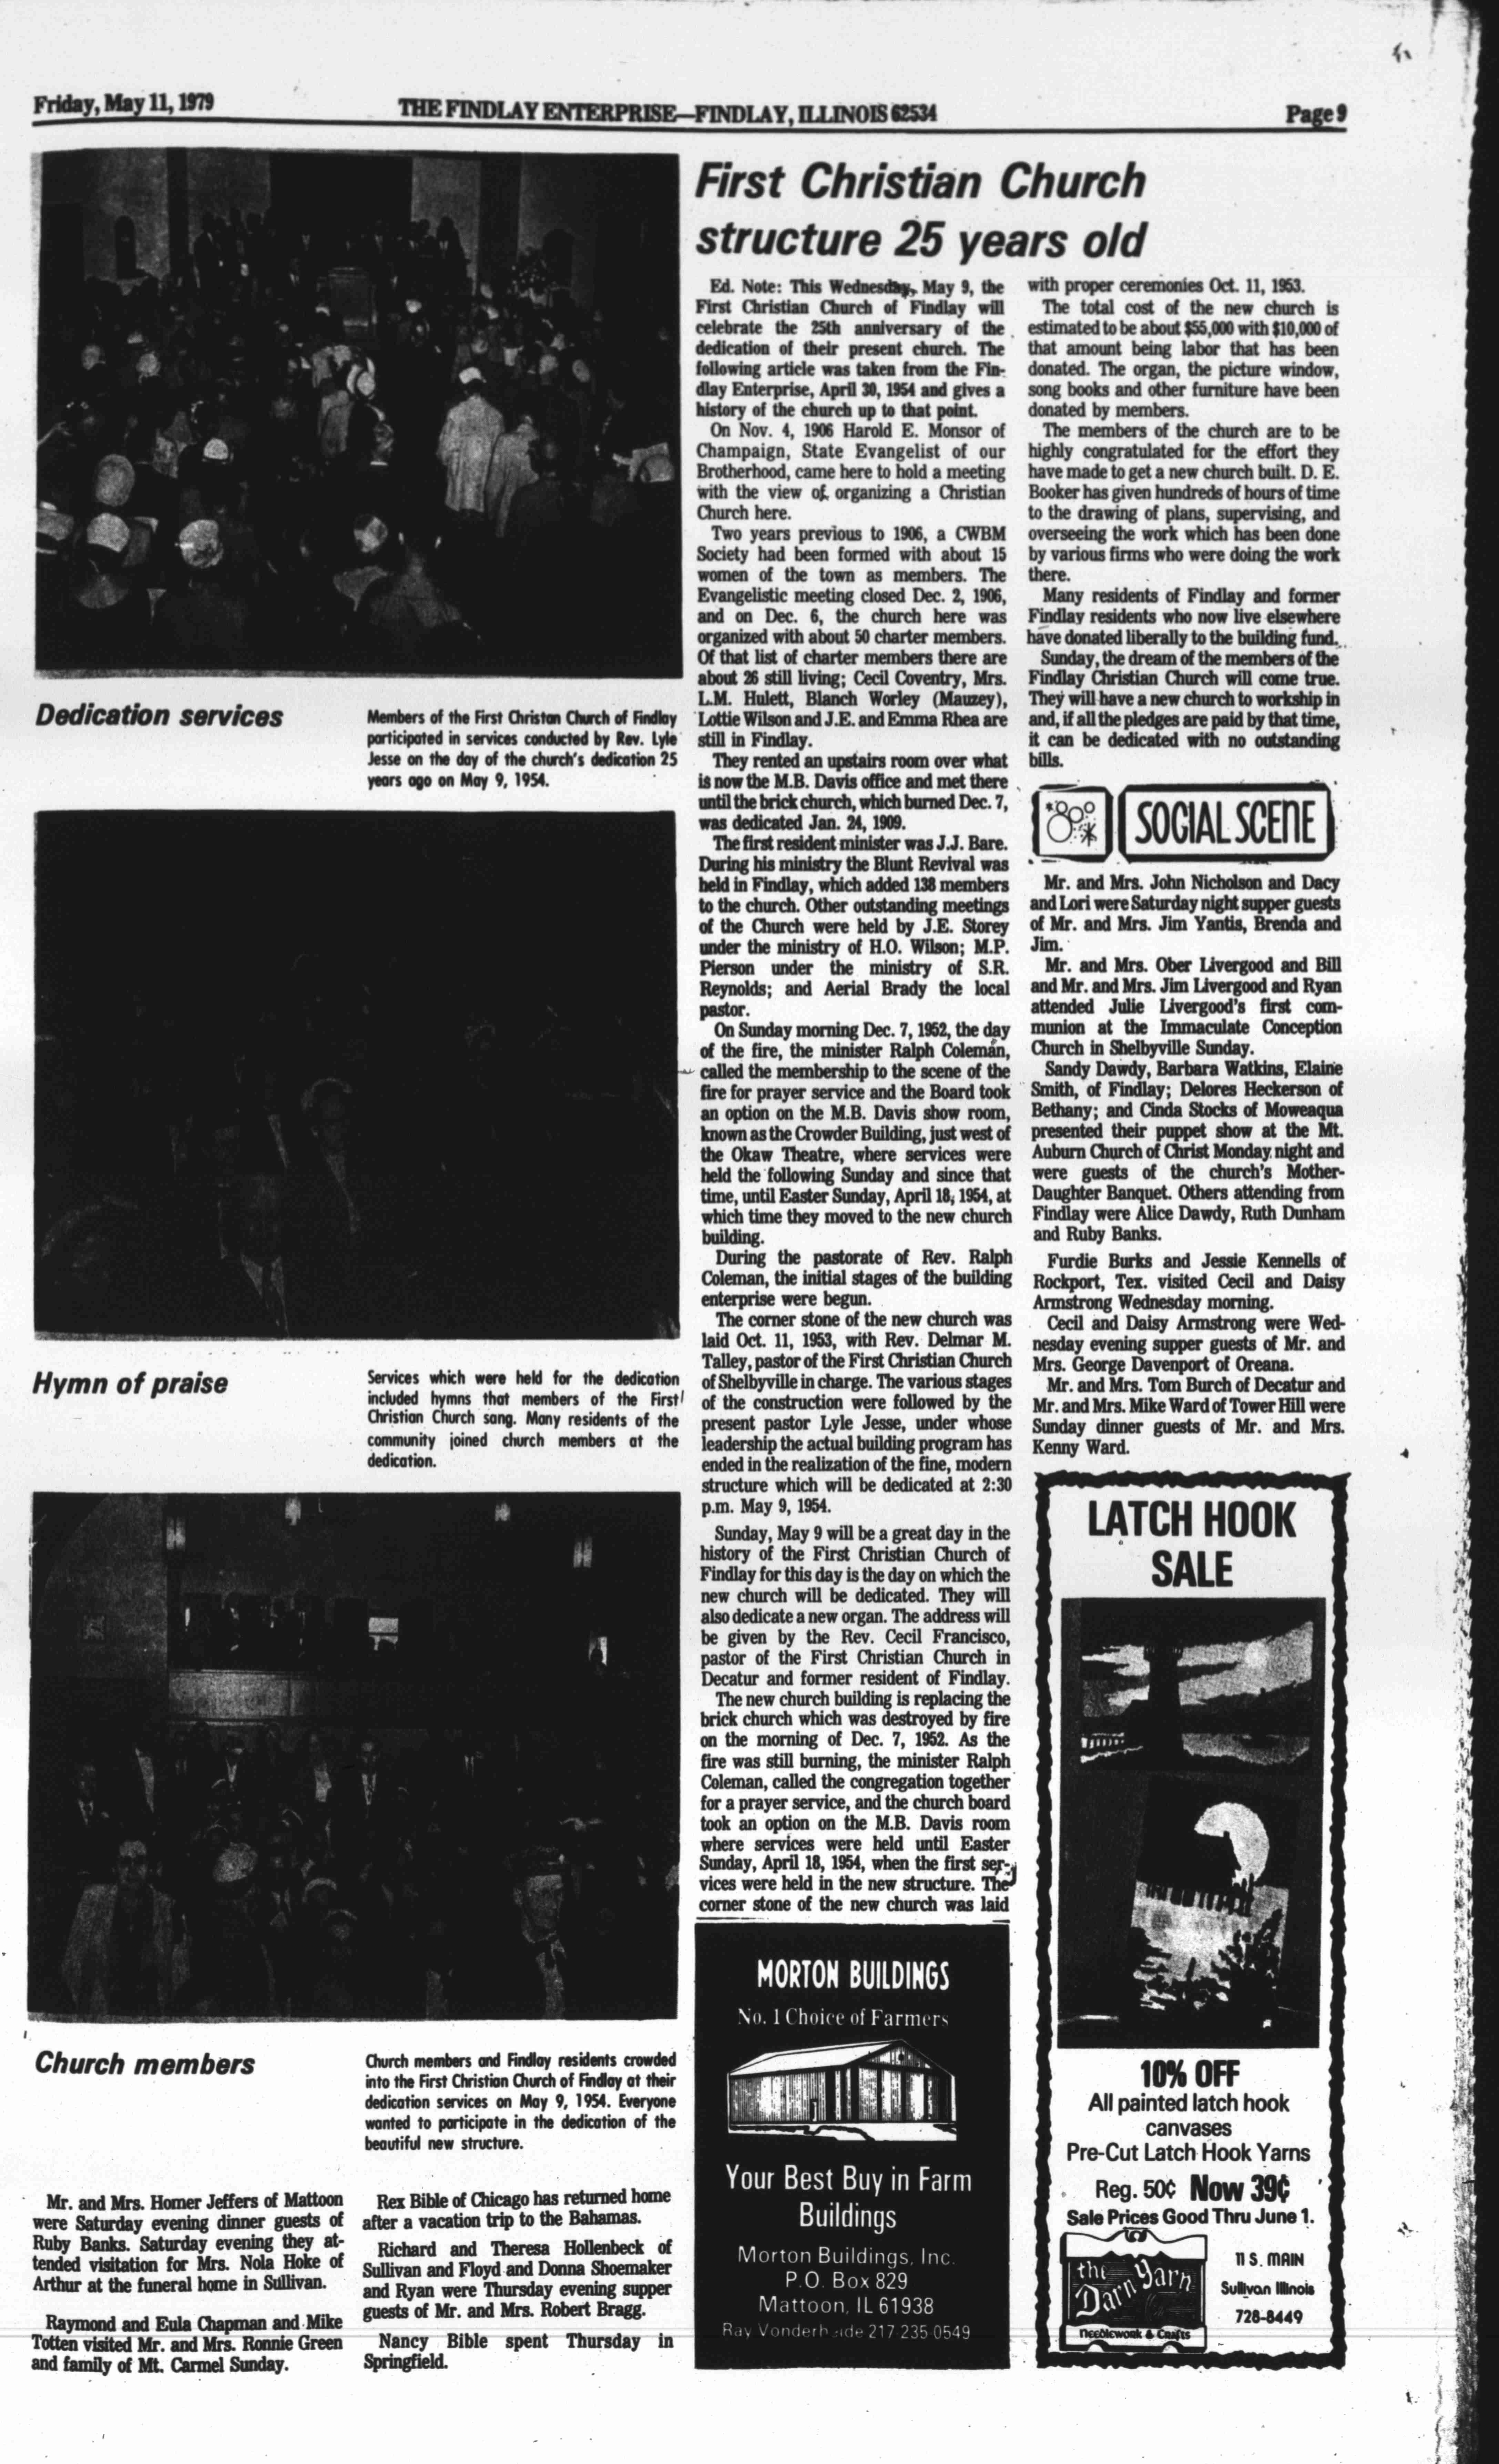 Friday, May 11, 1979
THE FINDLAY ENTERPRISE—FINDLAY, ILLINOIS 62534
Page 9
Dedication services
Members of the First Christan Church of Findlay
participated in services conducted by Rev. Lyle
Jesse on the day of the church's dedication 25
years ago on May 9, 1954.
Hymn of praise
Services which were held for the dedication
included hymns that members of the First
Christian Church sang. Many residents of the
community joined church members at the
dedication.
Church members
Church members and Findlay residents crowded
into the First Christian Church of Findlay at their
dedication services on May 9, 1954. Everyone
wanted to participate in the dedication of the
beautiful new structure.
Mr. and Mrs. Homer Jeffers of Mattoon
were Saturday evening dinner guests of
Ruby Banks. Saturday evening they at-
tended visitation for Mrs. Nola Hoke of
Arthur at the funeral home in Sullivan.
Raymond and Eula Chapman and Mike
Totten visited Mr. and Mrs. Ronnie Green
and family of Mt. Carmel Sunday.
Rex Bible of Chicago has returned home
after a vacation trip to the Bahamas.
Richard and Theresa Hollenbeck of
Sullivan and Floyd and Donna Shoemaker
and Ryan were Thursday evening supper
guests of Mr. and Mrs. Robert Bragg.
Nancy Bible spent Thursday in
Springfield.
First Christian Church
structure 25 years old
Ed. Note: This Wednesday, May 9, the
First Christian Church of Findlay will
celebrate the 25th anniversary of the
dedication of their present church. The
following article was taken from the Fin-
dlay Enterprise, April 30, 1954 and gives a
history of the church up to that point.
On Nov. 4, 1906 Harold E. Monsor of
Champaign, State Evangelist of our
Brotherhood, came here to hold a meeting
with the view of organizing a Christian
Church here.
Two years previous to 1906, a CWBM
Society had been formed with about 15
women of the town as members. The
Evangelistic meeting closed Dec. 2, 1906,
and on Dec. 6, the church here was
organized with about 50 charter members.
Of that list of charter members there are
about 26 still living; Cecil Coventry, Mrs.
L.M. Hulett, Blanch Worley (Mauzey),
Lottie Wilson and J.E. and Emma Rhea are
still in Findlay.
They rented an upstairs room over what
is now the M.B. Davis office and met there
until the brick church, which burned Dec. 7,
was dedicated Jan. 24, 1909.
The first resident minister was J.J. Bare.
During his ministry the Blunt Revival was
held in Findlay, which added 138 members
to the church. Other outstanding meetings
of the Church were held by J.E. Storey
under the ministry of H.O. Wilson; M.P.
Pierson under the ministry of S.R.
Reynolds; and Aerial Brady the local
pastor.
On Sunday morning Dec. 7, 1952, the day
of the fire, the minister Ralph Coleman,
called the membership to the scene of the
fire for prayer service and the Board took
an option on the M.B. Davis show room,
known as the Crowder Building, just west of
the Okaw Theatre, where services were
held the following Sunday and since that
time, until Easter Sunday, April 18, 1954, at
which time they moved to the new church
building.
During the pastorate of Rev. Ralph
Coleman, the initial stages of the building
enterprise were begun.
The corner stone of the new church was
laid Oct. 11, 1953, with Rev. Delmar M.
Talley, pastor of the First Christian Church
of Shelbyville in charge. The various stages
of the construction were followed by the
present pastor Lyle Jesse, under whose
leadership the actual building program has
ended in the realization of the fine, modern
structure which will be dedicated at 2:30
p.m. May 9, 1954.
Sunday, May 9 will be a great day in the
history of the First Christian Church of
Findlay for this day is the day on which the
new church will be dedicated. They will
also dedicate a new organ. The address will
be given by the Rev. Cecil Francisco,
pastor of the First Christian Church in
Decatur and former resident of Findlay.
The new church building is replacing the
brick church which was destroyed by fire
on the morning of Dec. 7, 1952. As the
fire was still burning, the minister Ralph
Coleman, called the congregation together
for a prayer service, and the church board
took an option on the M.B. Davis room
where services were held until Easter
Sunday, April 18, 1954, when the first ser-
vices were held in the new structure. The
corner stone of the new church was laid
with proper ceremonies Oct. 11, 1953.
The total cost of the new church is
estimated to be about $55,000 with $10,000 of
that amount being labor that has been
donated. The organ, the picture window,
song books and other furniture have been
donated by members.
The members of the church are to be
highly congratulated for the effort they
have made to get a new church built. D. E.
Booker has given hundreds of hours of time
to the drawing of plans, supervising, and
overseeing the work which has been done
by various firms who were doing the work
there.
Many residents of Findlay and former
Findlay residents who now live elsewhere
have donated liberally to the building fund.
Sunday, the dream of the members of the
Findlay Christian Church will come true.
They will have a new church to workship in
and, if all the pledges are paid by that time,
it can be dedicated with no outstanding
bills.
SOCIAL SCENE
Mr. and Mrs. John Nicholson and Dacy
and Lori were Saturday night supper guests
of Mr. and Mrs. Jim Yantis, Brenda and
Jim.
Mr. and Mrs. Ober Livergood and Bill
and Mr. and Mrs. Jim Livergood and Ryan
attended Julie Livergood's first com-
munion at the Immaculate Conception
Church in Shelbyville Sunday.
Sandy Dawdy, Barbara Watkins, Elaine
Smith, of Findlay; Delores Heckerson of
Bethany; and Cinda Stocks of Moweaqua
presented their puppet show at the Mt.
Auburn Church of Christ Monday night and
were guests of the church's Mother-
Daughter Banquet. Others attending from
Findlay were Alice Dawdy, Ruth Dunham
and Ruby Banks.
Furdie Burks and Jessie Kennells of
Rockport, Tex. visited Cecil and Daisy
Armstrong Wednesday morning.
Cecil and Daisy Armstrong were Wed-
nesday evening supper guests of Mr. and
Mrs. George Davenport of Oreana.
Mr. and Mrs. Tom Burch of Decatur and
Mr. and Mrs. Mike Ward of Tower Hill were
Sunday dinner guests of Mr. and Mrs.
Kenny Ward.
MORTON BUILDINGS
No. 1 Choice of Farmers
Your Best Buy in Farm
Buildings
Morton Buildings, Inc.
P.O. Box 829
Mattoon, IL 61938
Ray 217 235 0549
LATCH HOOK
SALE
10% OFF
All painted latch hook
canvases
Pre-Cut Latch Hook Yarns
Reg. 50¢ Now 39¢
Sale Prices Good Thru June 1.
the
Darn Yarn
Needlework & Crafts
11 S. MAIN
Sullivan Illinois
728-8449